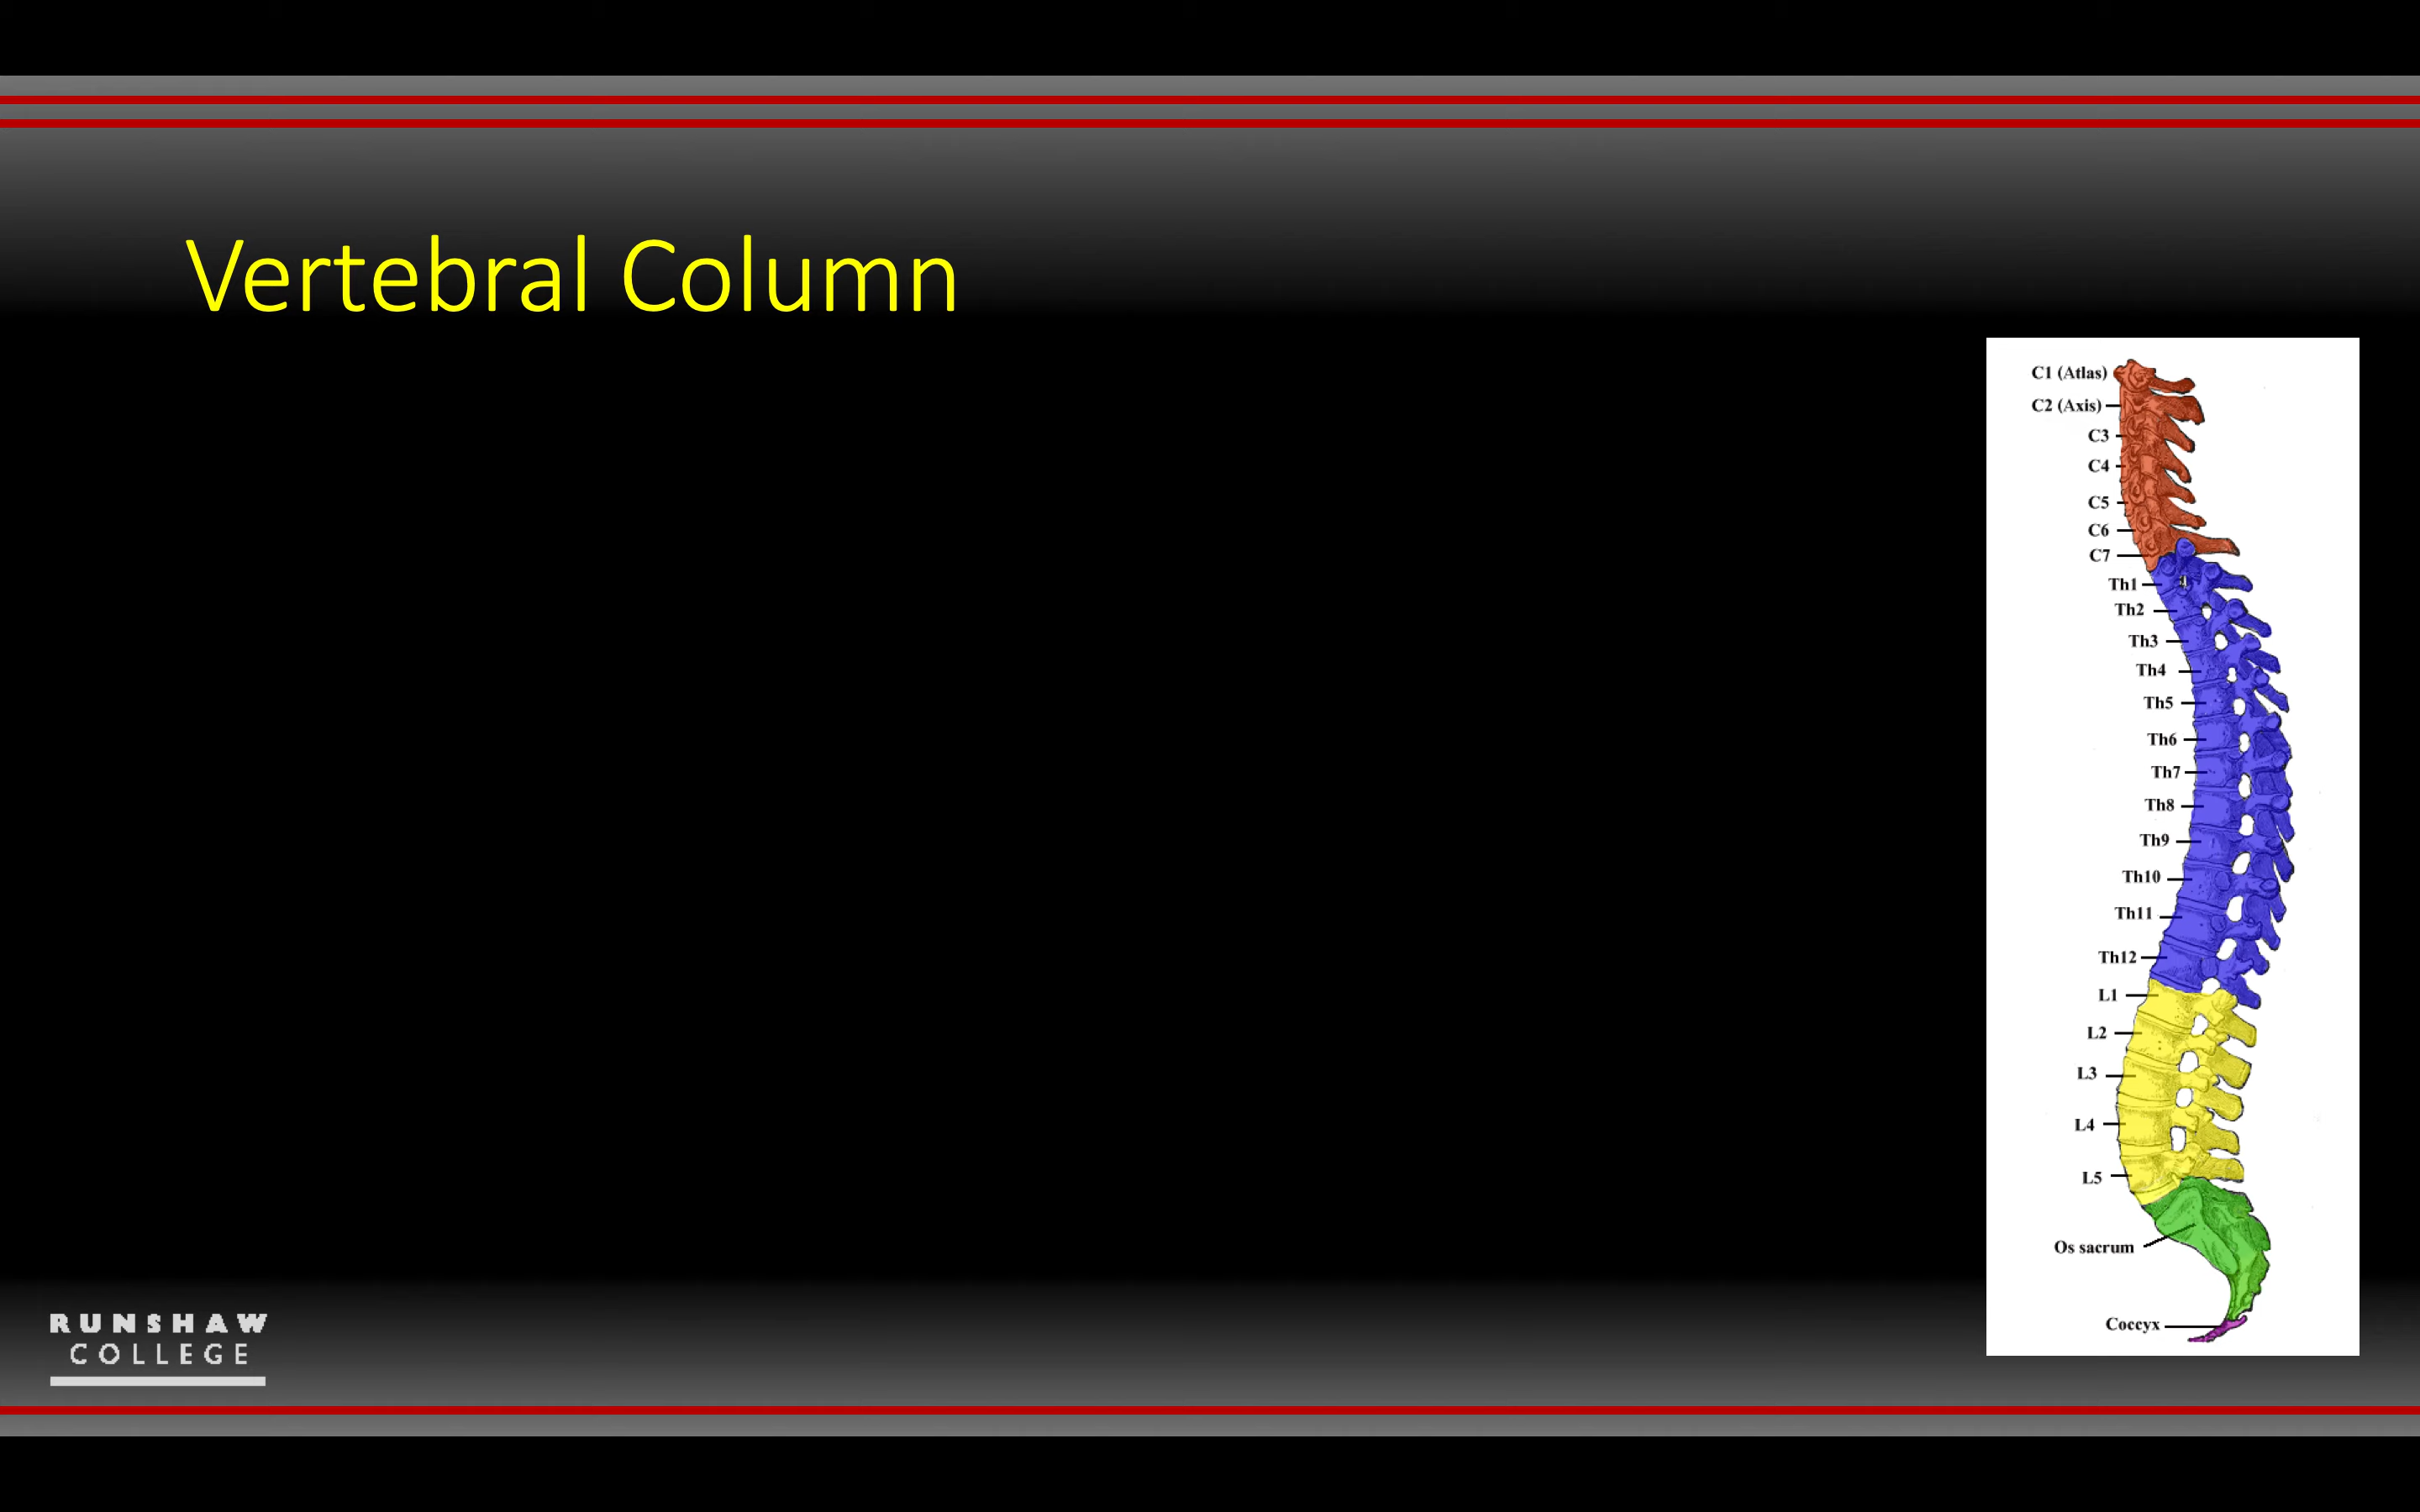 Vertebral Column
C1 (Atlas)
C2 (Axis)
C3
C4
C5
C6
C7
Th1
Th2
Th3
Th4
Th5
Th6
Th7
Th8
Th9
Th10
Th11
Th12
L1
L2
L3
L4
L5
Os sacrum
Coccyx
RUNSHAW
COLLEGE